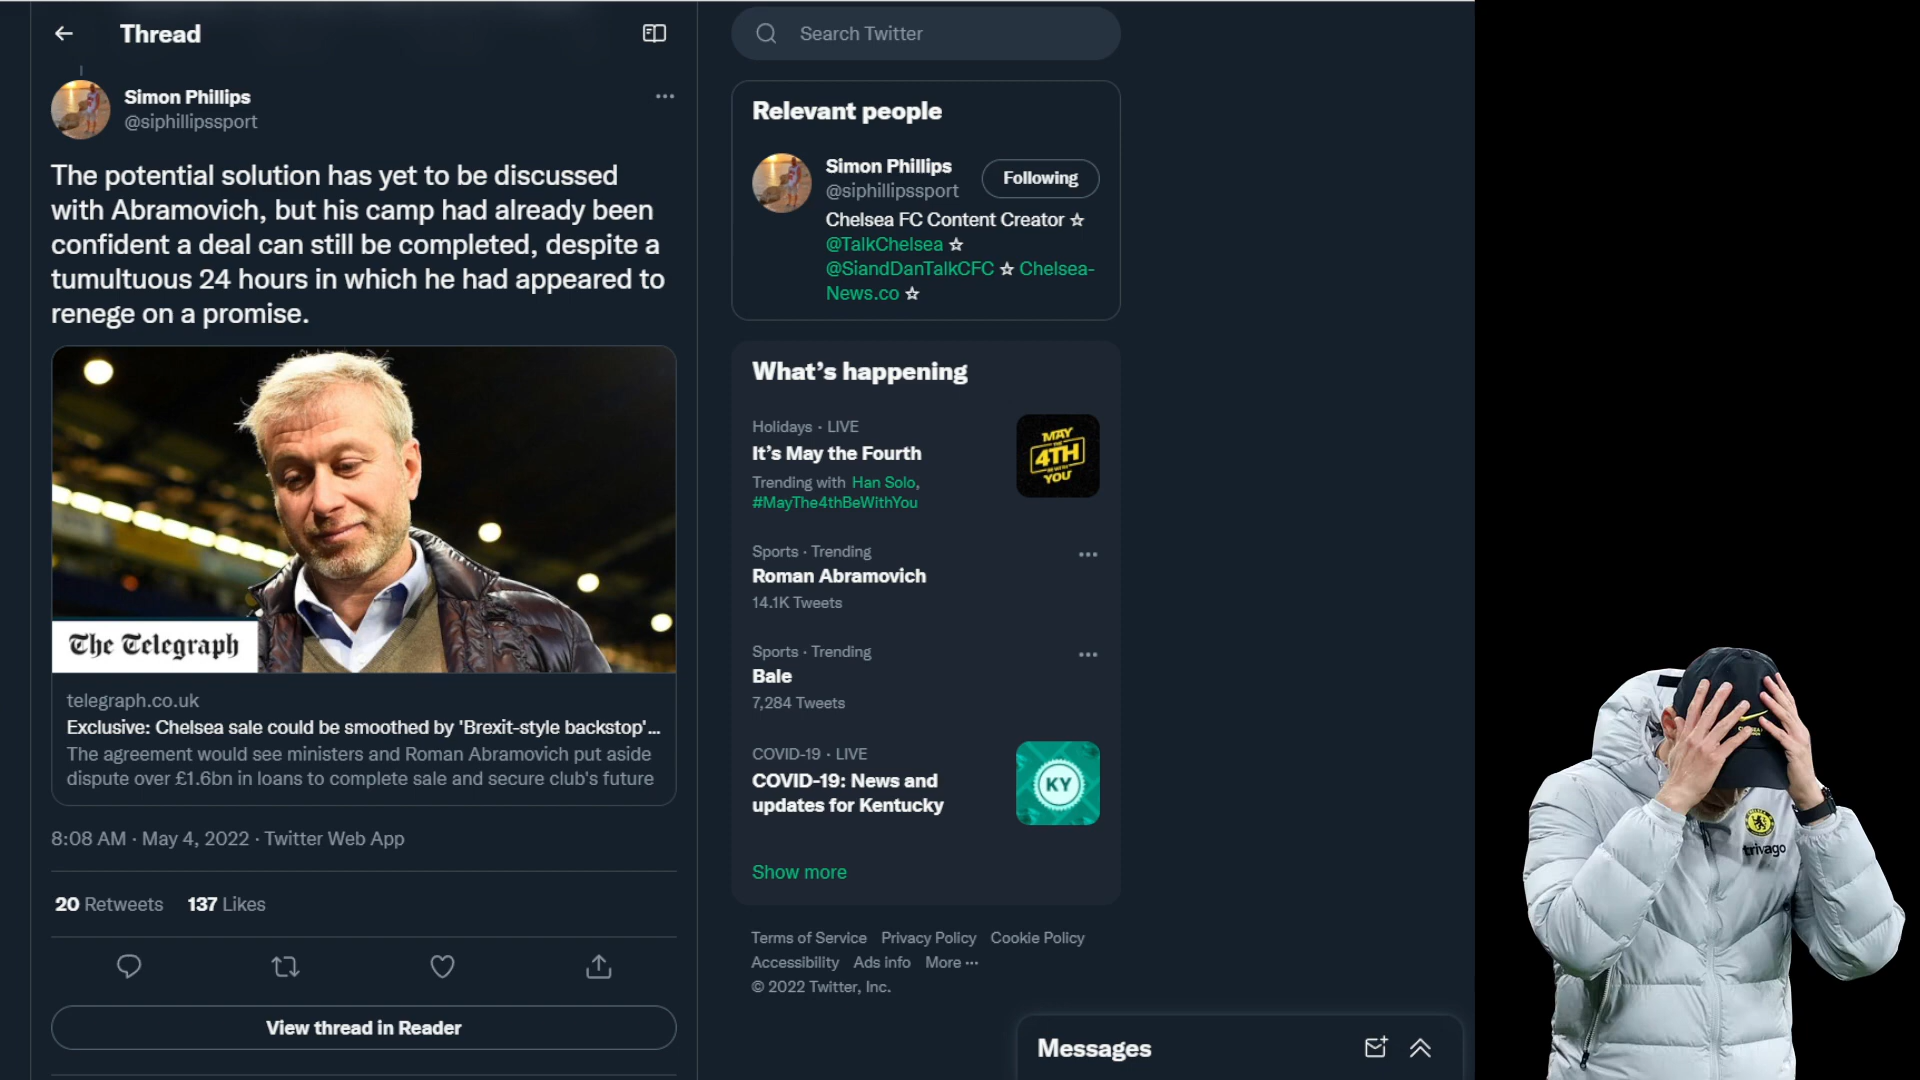 Thread
Simon Phillips
@siphillipssport
The potential solution has yet to be discussed
with Abramovich, but his camp had already been
confident a deal can still be completed, despite a
tumultuous 24 hours in which he had appeared to
renege on a promise.
The Telegraph
telegraph.co.uk
Exclusive: Chelsea sale could be smoothed by 'Brexit-style backstop'...
The agreement would see ministers and Roman Abramovich put aside
dispute over £1.6bn in loans to complete sale and secure club's future
8:08 AM · May 4, 2022 · Twitter Web App
20 Retweets 137 Likes
View thread in Reader
Search Twitter
Relevant people
Simon Phillips
@siphillipssport
Following
Chelsea FC Content Creator ☆
@TalkChelsea ☆
@SiandDanTalkCFC ☆ Chelsea-
News.co ☆
What's happening
Holidays · LIVE
It's May the Fourth
Trending with Han Solo,
#MayThe4thBeWithYou
MAY
4TH
YOU
Sports · Trending
Roman Abramovich
14.1K Tweets
Sports · Trending
Bale
7,284 Tweets
COVID-19 · LIVE
COVID-19: News and
updates for Kentucky
KY
Show more
Terms of Service Privacy Policy Cookie Policy
Accessibility Ads info More ···
© 2022 Twitter, Inc.
Messages
trivago